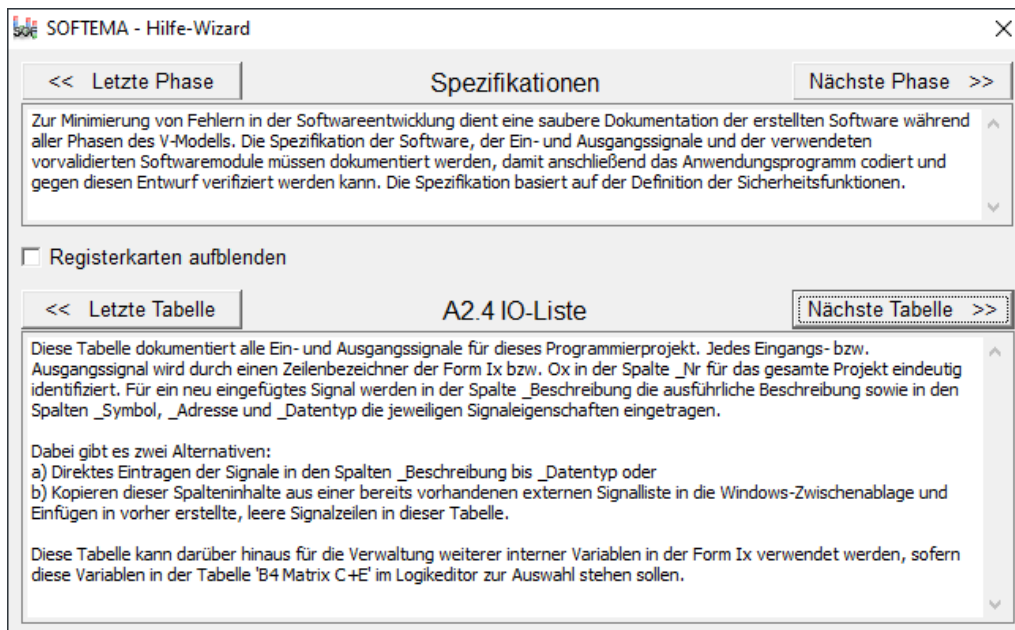 SOFTEMA - Hilfe-Wizard
<< Letzte Phase
Spezifikationen
Nächste Phase >>
Zur Minimierung von Fehlern in der Softwareentwicklung dient eine saubere Dokumentation der erstellten Software während
aller Phasen des V-Modells. Die Spezifikation der Software, der Ein- und Ausgangssignale und der verwendeten
vorvalidierten Softwaremodule müssen dokumentiert werden, damit anschließend das Anwendungsprogramm codiert und
gegen diesen Entwurf verifiziert werden kann. Die Spezifikation basiert auf der Definition der Sicherheitsfunktionen.
Registerkarten aufblenden
<< Letzte Tabelle
A2.4 IO-Liste
Nächste Tabelle >>
Diese Tabelle dokumentiert alle Ein- und Ausgangssignale für dieses Programmierprojekt. Jedes Eingangs- bzw.
Ausgangssignal wird durch einen Zeilenbezeichner der Form Ix bzw. Ox in der Spalte _Nr für das gesamte Projekt eindeutig
identifiziert. Für ein neu eingefügtes Signal werden in der Spalte _Beschreibung die ausführliche Beschreibung sowie in den
Spalten _Symbol, _Adresse und _Datentyp die jeweiligen Signaleigenschaften eingetragen.
Dabei gibt es zwei Alternativen:
a) Direktes Eintragen der Signale in den Spalten _Beschreibung bis _Datentyp oder
b) Kopieren dieser Spalteninhalte aus einer bereits vorhandenen externen Signalliste in die Windows-Zwischenablage und
Einfügen in vorher erstellte, leere Signalzeilen in dieser Tabelle.
Diese Tabelle kann darüber hinaus für die Verwaltung weiterer interner Variablen in der Form Ix verwendet werden, sofern
diese Variablen in der Tabelle 'B4 Matrix C+E' im Logikeditor zur Auswahl stehen sollen.